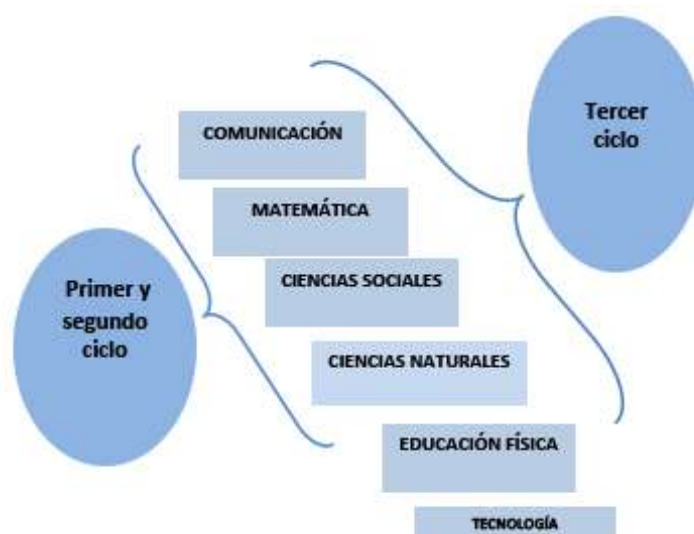 Tercer
ciclo
COMUNICACIÓN
MATEMÁTICA
CIENCIAS SOCIALES
Primer y
segundo
ciclo
CIENCIAS NATURALES
EDUCACIÓN FÍSICA
TECNOLOGÍA